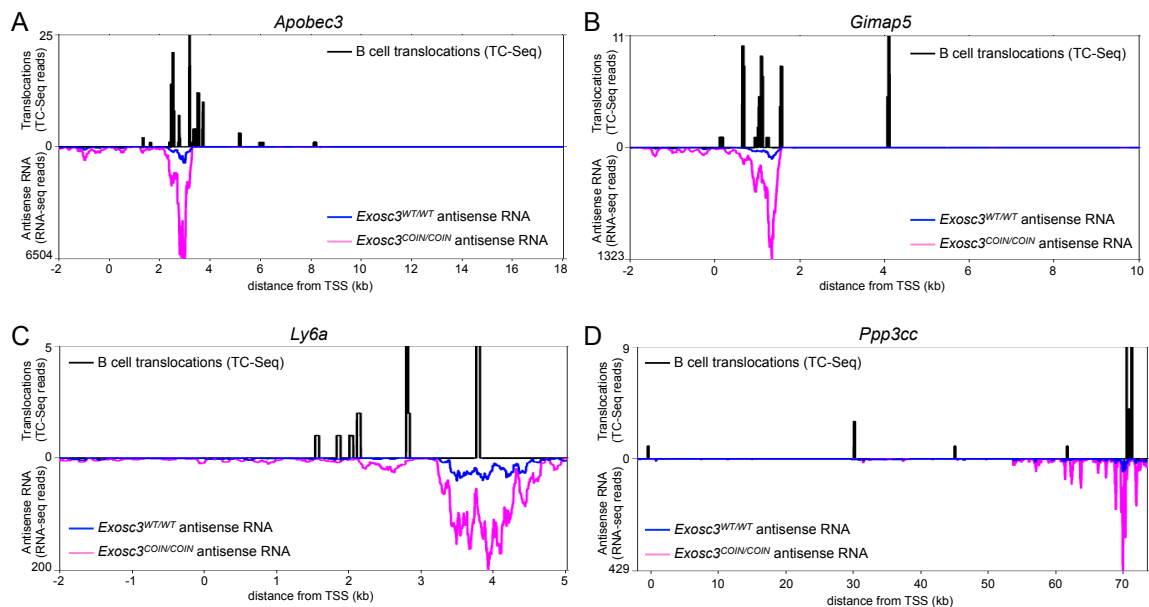 A
Apobec3
25
Translocations
(TC-Seq reads)
B cell translocations (TC-Seq)
0
Antisense RNA
(RNA-seq reads)
Exosc3WT/WT antisense RNA
Exosc3COIN/COIN antisense RNA
6504
-2 0 2 4 6 8 10 12 14 16 18
distance from TSS (kb)
B
Gimap5
11
Translocations
(TC-Seq reads)
B cell translocations (TC-Seq)
0
Antisense RNA
(RNA-seq reads)
Exosc3WT/WT antisense RNA
Exosc3COIN/COIN antisense RNA
1323
-2 0 2 4 6 8 10
distance from TSS (kb)
C
Ly6a
5
Translocations
(TC-Seq reads)
B cell translocations (TC-Seq)
0
Antisense RNA
(RNA-seq reads)
Exosc3WT/WT antisense RNA
Exosc3COIN/COIN antisense RNA
200
-2 -2 0 1 2 3 4 5
distance from TSS (kb)
D
Ppp3cc
9
Translocations
(TC-Seq reads)
B cell translocations (TC-Seq)
0
Antisense RNA
(RNA-seq reads)
Exosc3WT/WT antisense RNA
Exosc3COIN/COIN antisense RNA
429
0 10 20 30 40 50 60 70
distance from TSS (kb)